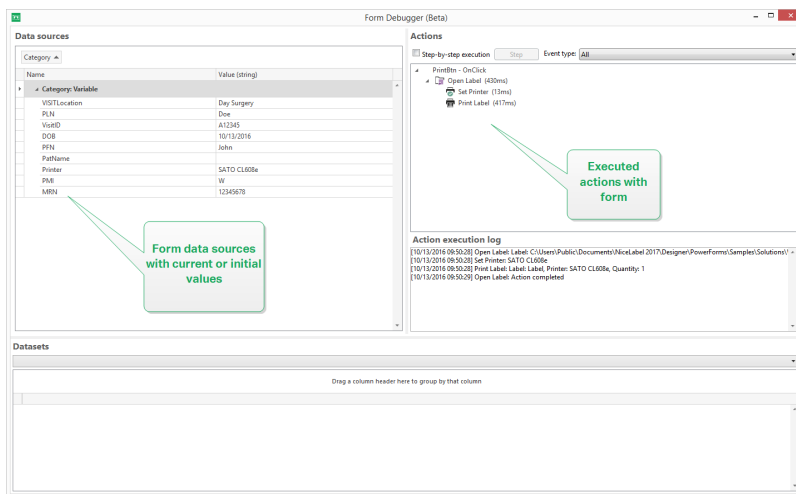 Form Debugger (Beta)
Data sources
Category
Name Value (string)
Category: Variable
VISITLocation Day Surgery
PLN Doe
VisitID A12345
DOB 10/13/2016
PFN John
PatName
Printer SATO CL608e
PMI W
MRN 12345678
Form data sources
with current or initial
values
Actions
Step-by-step execution Step Event type: All
PrintBtn - OnClick
Open Label (430ms)
Set Printer (13ms)
Print Label (417ms)
Executed
actions with
form
Action execution log
[10/13/2016 09:50:28] Open Label: Label: C:\Users\Public\Documents\NiceLabel 2017\Designer\PowerForms\Samples\Solutions\
[10/13/2016 09:50:28] Set Printer: SATO CL608e
[10/13/2016 09:50:28] Print Label: Label: Label, Printer: SATO CL608e, Quantity: 1
[10/13/2016 09:50:29] Open Label: Action completed
Datasets
Drag a column header here to group by that column